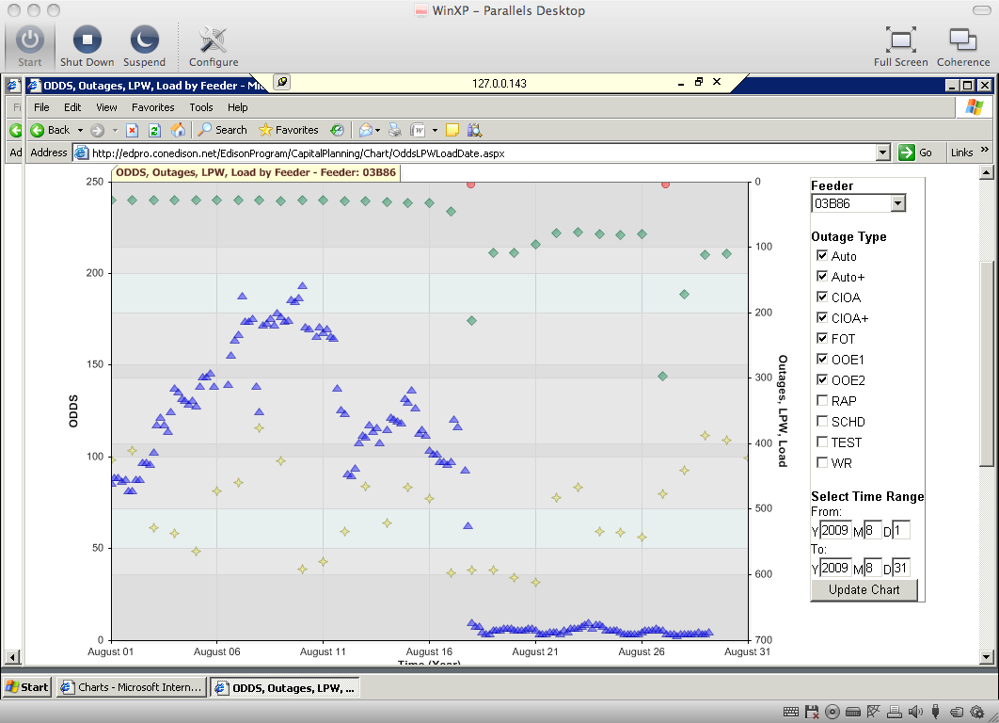 WinXP - Parallels Desktop
Start Shut Down Suspend Configure Full Screen Coherence
ODDS, Outages, LPW, Load by Feeder - Mi
127.0.0.143
Fi File Edit View Favorites Tools Help
Back Search Favorites
Ad Address http://edpro.conedison.net/EdisonProgram/CapitalPlanning/Chart/OddsLPWLoadDate.aspx Go Links »
ODDS, Outages, LPW, Load by Feeder - Feeder: 03B86
250
200
150
100
50
0
ODDS
0
100
200
300
400
500
600
700
Outages, LPW, Load
August 01 August 06 August 11 August 16 August 21 August 26 August 31
Time (Year)
Feeder
03B86
Outage Type
Auto
Auto+
CIOA
CIOA+
FOT
OOE1
OOE2
RAP
SCHD
TEST
WR
Select Time Range
From:
Y 2009 M 8 D 1
To:
Y 2009 M 8 D 31
Update Chart
Start Charts - Microsoft Intern... ODDS, Outages, LPW, ...